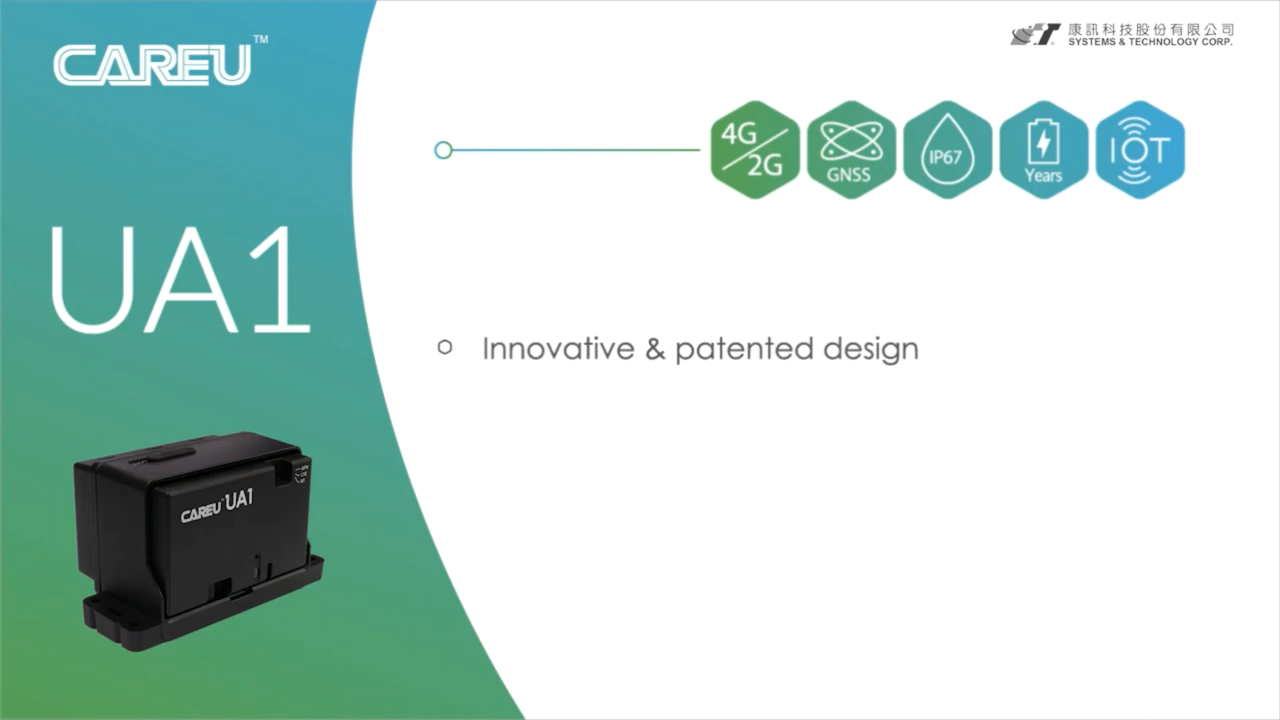 CAREU™
康訊科技股份有限公司
SYSTEMS & TECHNOLOGY CORP.
4G/2G
GNSS
IP67
Years
IOT
UA1
Innovative & patented design
CAREU™ UA1